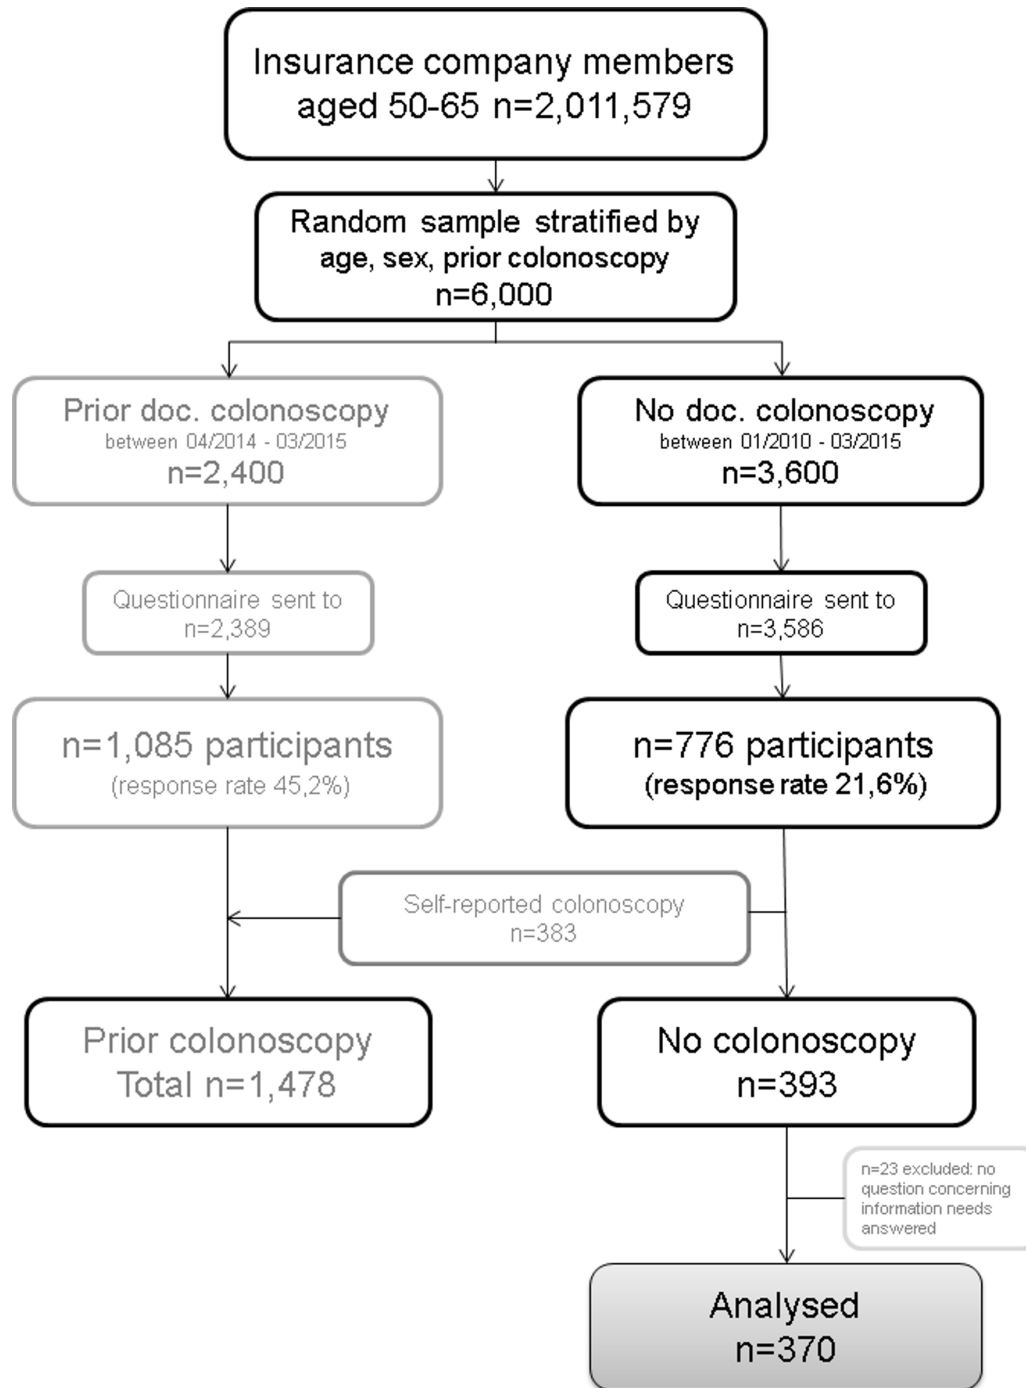 Insurance company members
aged 50-65 n=2,011,579
Random sample stratified by
age, sex, prior colonoscopy
n=6,000
Prior doc. colonoscopy
between 04/2014 - 03/2015
n=2,400
No doc. colonoscopy
between 01/2010 - 03/2015
n=3,600
Questionnaire sent to
n=2,389
Questionnaire sent to
n=3,586
n=1,085 participants
(response rate 45,2%)
n=776 participants
(response rate 21,6%)
Self-reported colonoscopy
n=383
Prior colonoscopy
Total n=1,478
No colonoscopy
n=393
n=23 excluded: no
question concerning
information needs
answered
Analysed
n=370